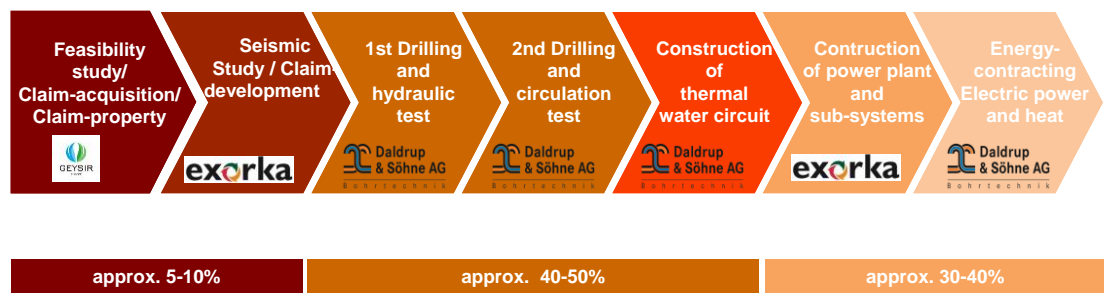 Feasibility
study/
Claim-acquisition/
Claim-property
GEYSIR
Seismic
Study / Claim-
development
exorka
1st Drilling
and
hydraulic
test
Daldrup
& Söhne AG
Bohrtechnik
2nd Drilling
and
circulation
test
Daldrup
& Söhne AG
Bohrtechnik
Construction
of
thermal
water circuit
Daldrup
& Söhne AG
Bohrtechnik
Contruction
of power plant
and
sub-systems
exorka
Energy-
contracting
Electric power
and heat
Daldrup
& Söhne AG
Bohrtechnik
approx. 5-10%
approx. 40-50%
approx. 30-40%